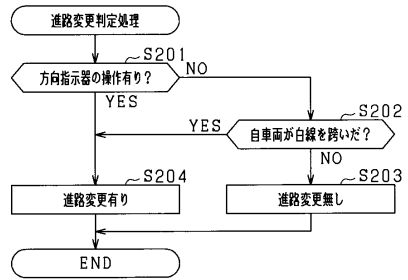 進路変更判定処理
S201
方向指示器の操作有り?
NO
YES
S202
YES
自車両が白線を跨いだ?
NO
S204
S203
進路変更有り
進路変更無し
END